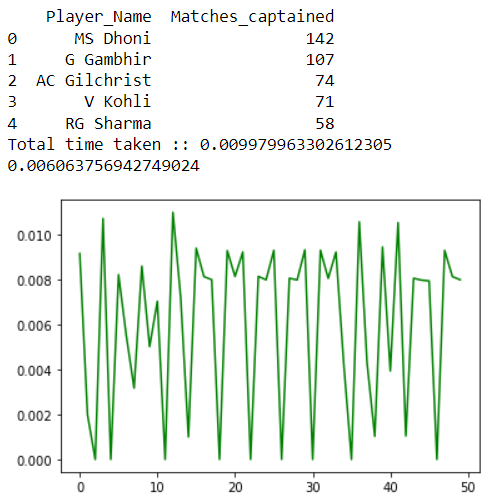 Player_Name Matches_captained
0 MS Dhoni 142
1 G Gambhir 107
2 AC Gilchrist 74
3 V Kohli 71
4 RG Sharma 58
Total time taken :: 0.009979963302612305
0.006063756942749024
0.010
0.008
0.006
0.004
0.002
0.000
0 10 20 30 40 50